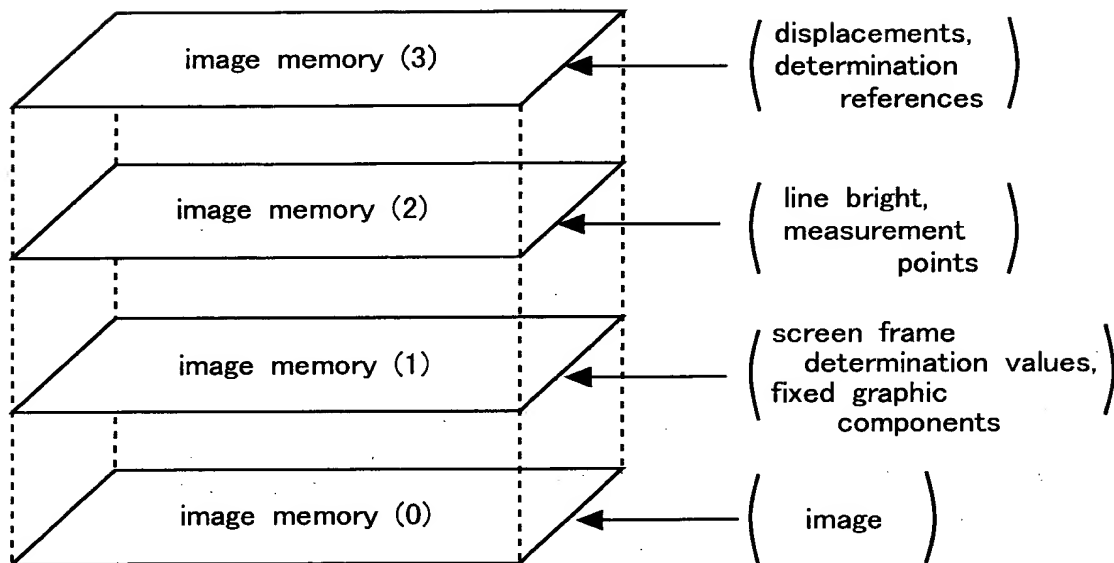 image memory (3)
displacements,
determination
references
image memory (2)
line bright,
measurement
points
image memory (1)
screen frame
determination values,
fixed graphic
components
image memory (0)
image